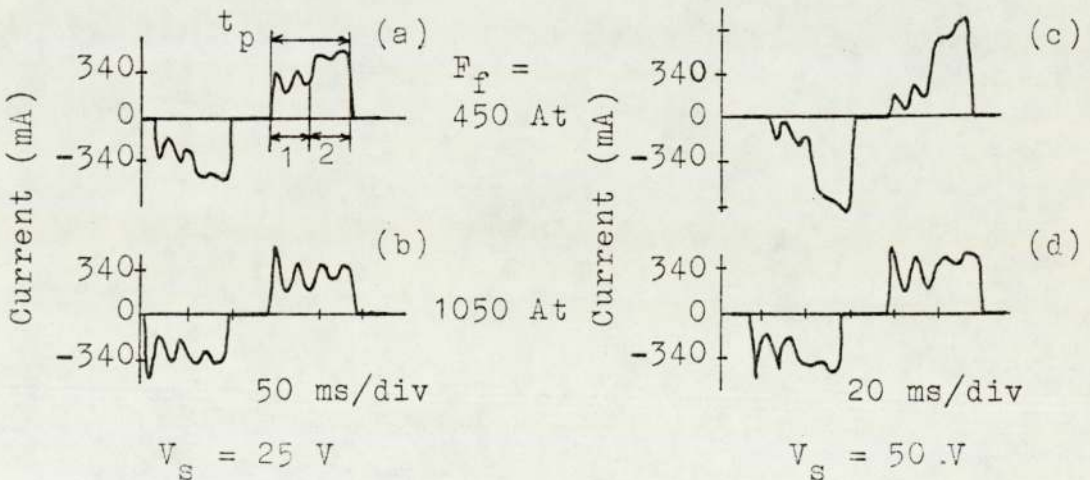 t_p
(a)
(c)
340
0
-340
1
2
F_f =
450 At
340
0
-340
Current (mA)
Current (mA)
(b)
(d)
340
0
-340
1050 At
340
0
-340
50 ms/div
20 ms/div
V_s = 25 V
V_s = 50 .V